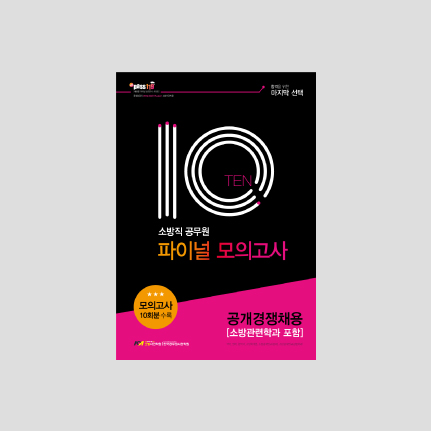 합격을 위한
마지막 선택
TEN
소방직 공무원
파이널 모의고사
모의고사
10회분 수록
공개경쟁채용
[소방관련학과 포함]